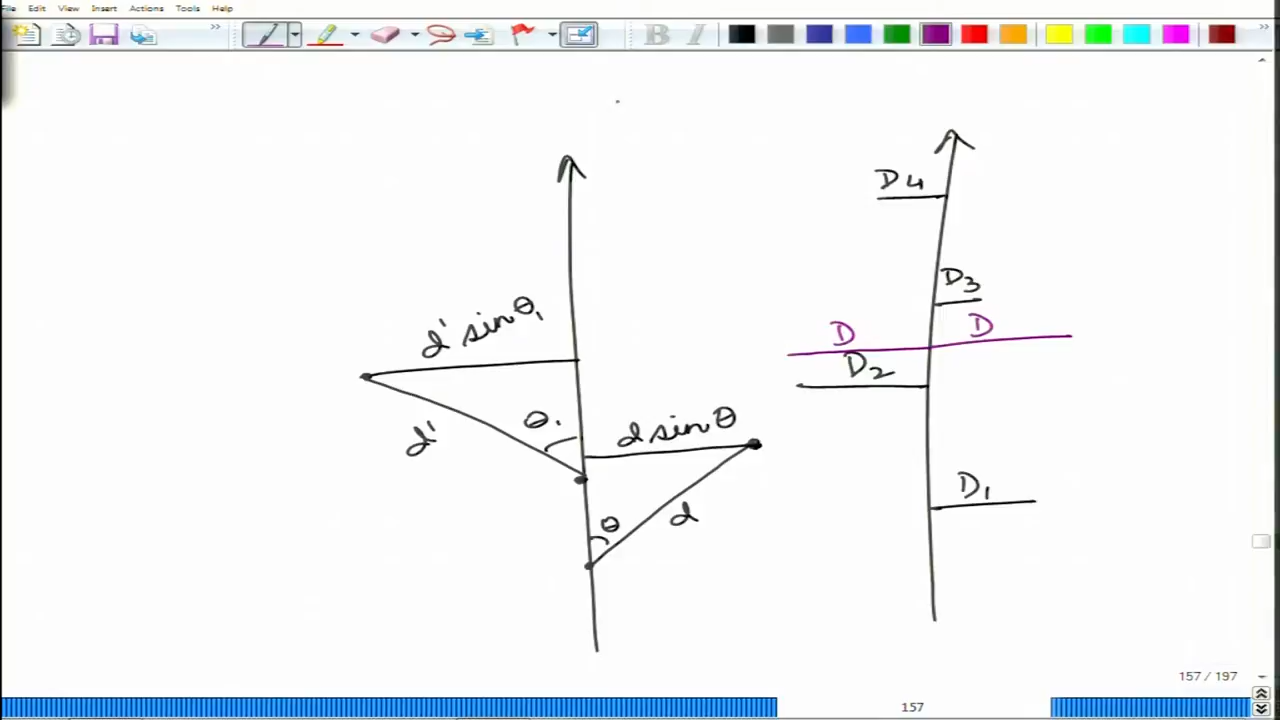 File Edit View Insert Actions Tools Help
» B I »
D4
D3
d' sin θ₁
D D
D2
θ₁
d sin θ
d'
D1
θ
d
157 / 197
157